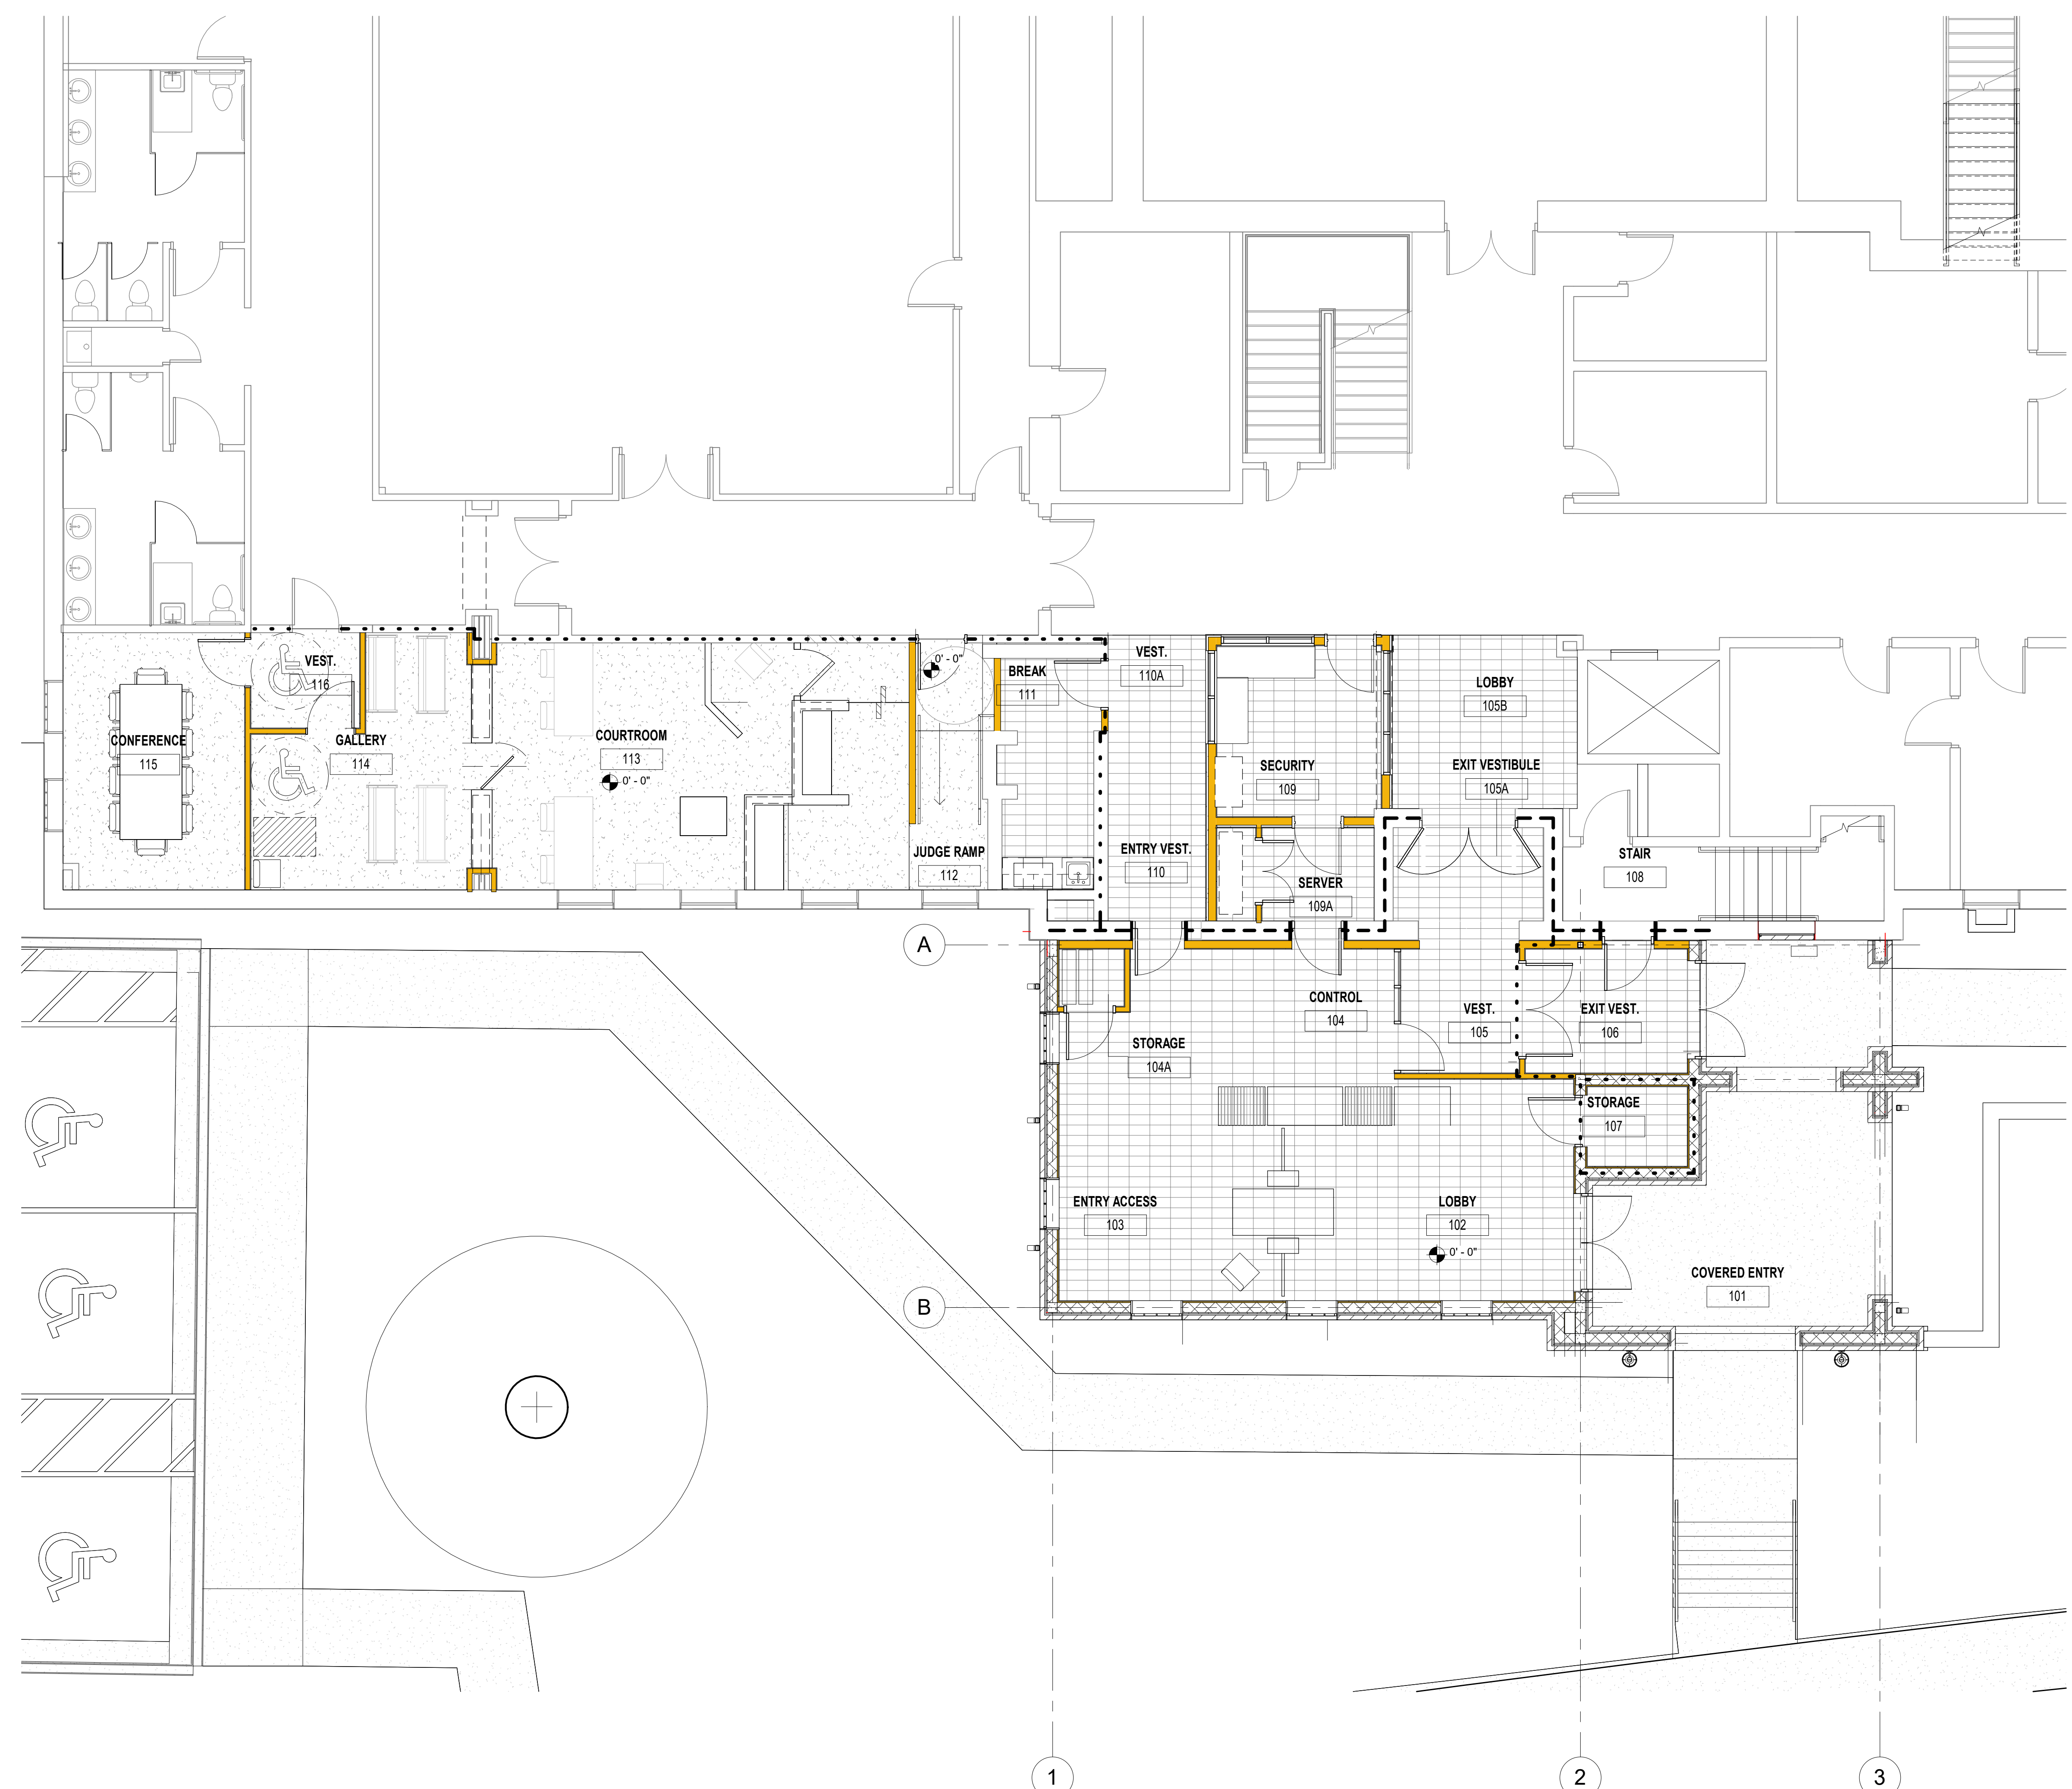 VEST.
116
CONFERENCE
115
GALLERY
114
COURTROOM
113
0' - 0"
0' - 0"
BREAK
111
JUDGE RAMP
112
VEST.
110A
ENTRY VEST.
110
SECURITY
109
SERVER
109A
LOBBY
105B
EXIT VESTIBULE
105A
STAIR
108
A
CONTROL
104
STORAGE
104A
VEST.
105
EXIT VEST.
106
STORAGE
107
ENTRY ACCESS
103
LOBBY
102
0' - 0"
COVERED ENTRY
101
B
1
2
3